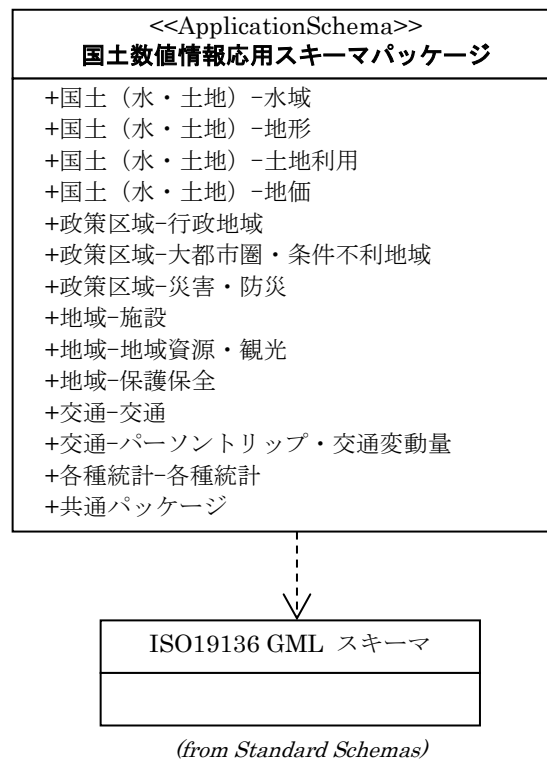 <<ApplicationSchema>>
国土数値情報応用スキーマパッケージ
+国土（水・土地）-水域
+国土（水・土地）-地形
+国土（水・土地）-土地利用
+国土（水・土地）-地価
+政策区域-行政地域
+政策区域-大都市圏・条件不利地域
+政策区域-災害・防災
+地域-施設
+地域-地域資源・観光
+地域-保護保全
+交通-交通
+交通-パーソントリップ・交通変動量
+各種統計-各種統計
+共通パッケージ
ISO19136 GML スキーマ
(from Standard Schemas)